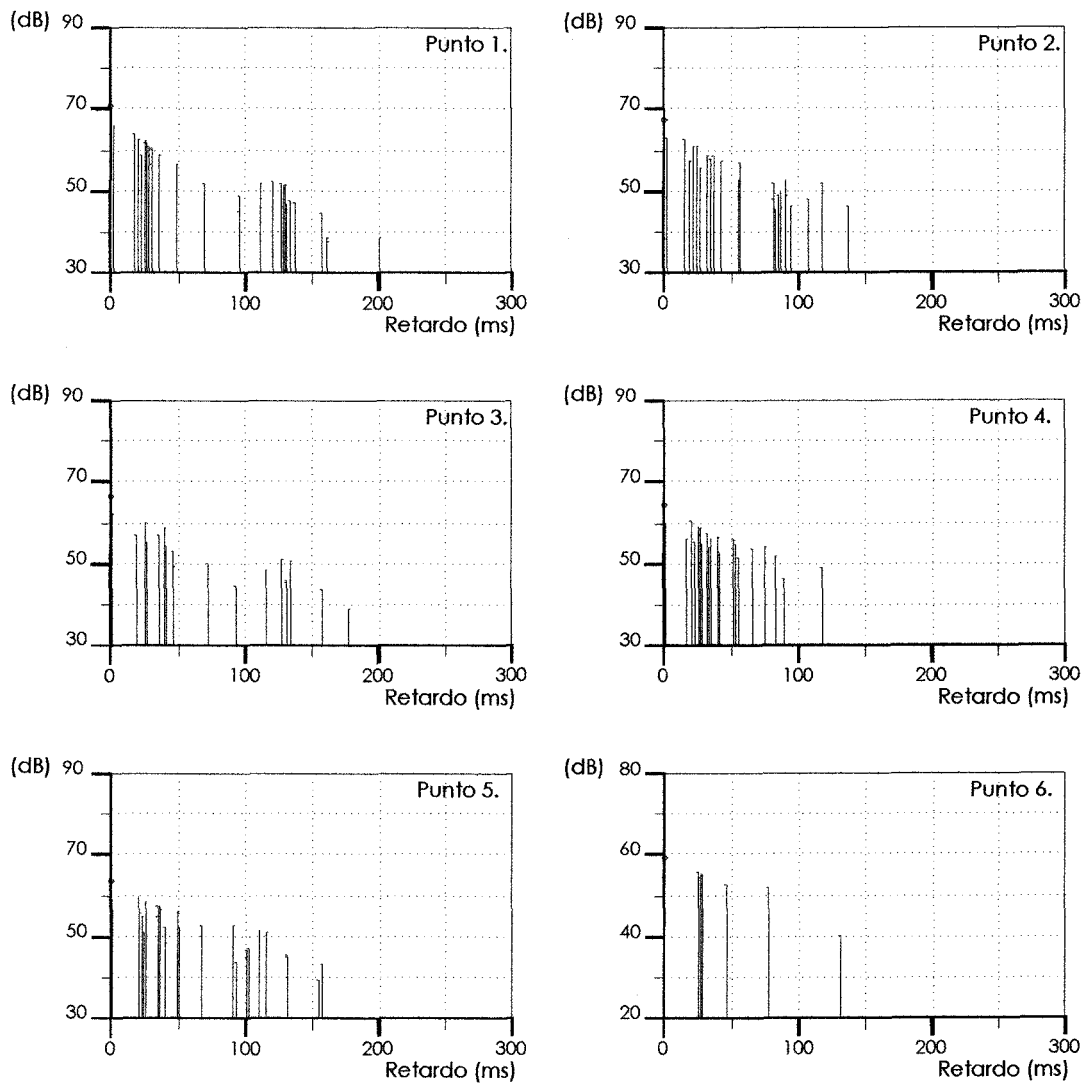 (dB) 90
Punto 1.
70
50
30
0 100 200 300
Retardo (ms)
(dB) 90
Punto 2.
70
50
30
0 100 200 300
Retardo (ms)
(dB) 90
Punto 3.
70
50
30
0 100 200 300
Retardo (ms)
(dB) 90
Punto 4.
70
50
30
0 100 200 300
Retardo (ms)
(dB) 90
Punto 5.
70
50
30
0 100 200 300
Retardo (ms)
(dB) 80
Punto 6.
60
40
20
0 100 200 300
Retardo (ms)